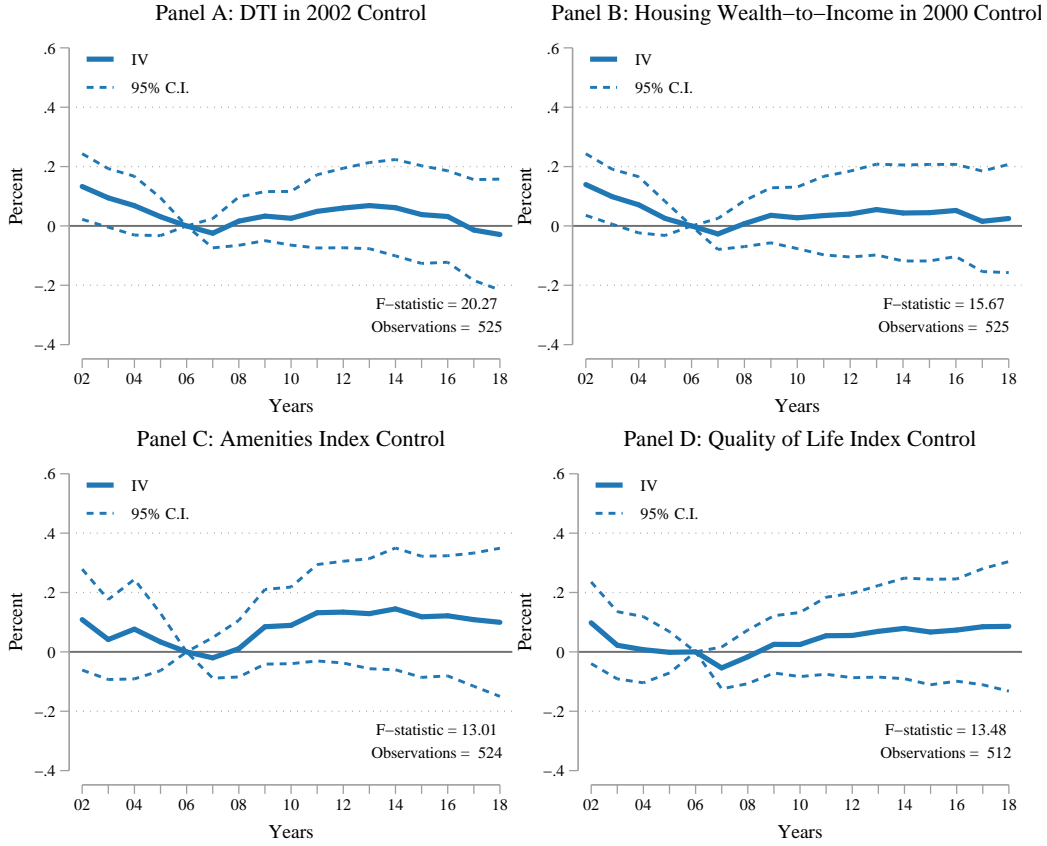 Panel A: DTI in 2002 Control
.6
.4
.2
0
−.2
−.4
Percent
IV
95% C.I.
F−statistic = 20.27
Observations = 525
02 04 06 08 10 12 14 16 18
Years
Panel B: Housing Wealth−to−Income in 2000 Control
.6
.4
.2
0
−.2
−.4
Percent
IV
95% C.I.
F−statistic = 15.67
Observations = 525
02 04 06 08 10 12 14 16 18
Years
Panel C: Amenities Index Control
.6
.4
.2
0
−.2
−.4
Percent
IV
95% C.I.
F−statistic = 13.01
Observations = 524
02 04 06 08 10 12 14 16 18
Years
Panel D: Quality of Life Index Control
.6
.4
.2
0
−.2
−.4
Percent
IV
95% C.I.
F−statistic = 13.48
Observations = 512
02 04 06 08 10 12 14 16 18
Years